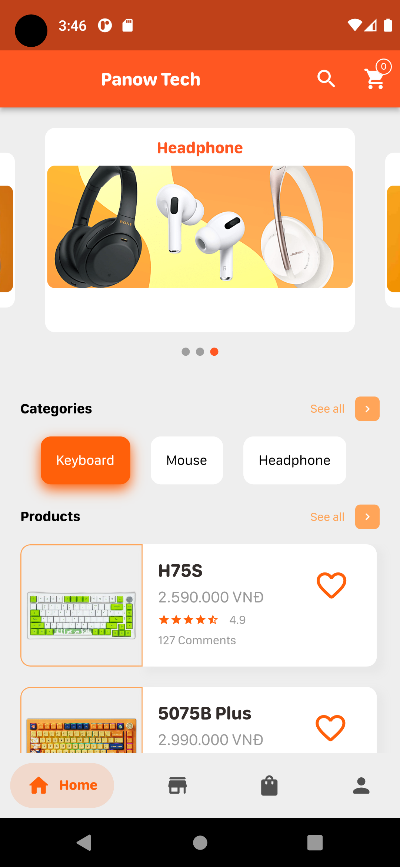 3:46
Panow Tech
0
Headphone
Categories
See all
Keyboard
Mouse
Headphone
Products
See all
H75S
2.590.000 VNĐ
4.9
127 Comments
5075B Plus
2.990.000 VNĐ
Home